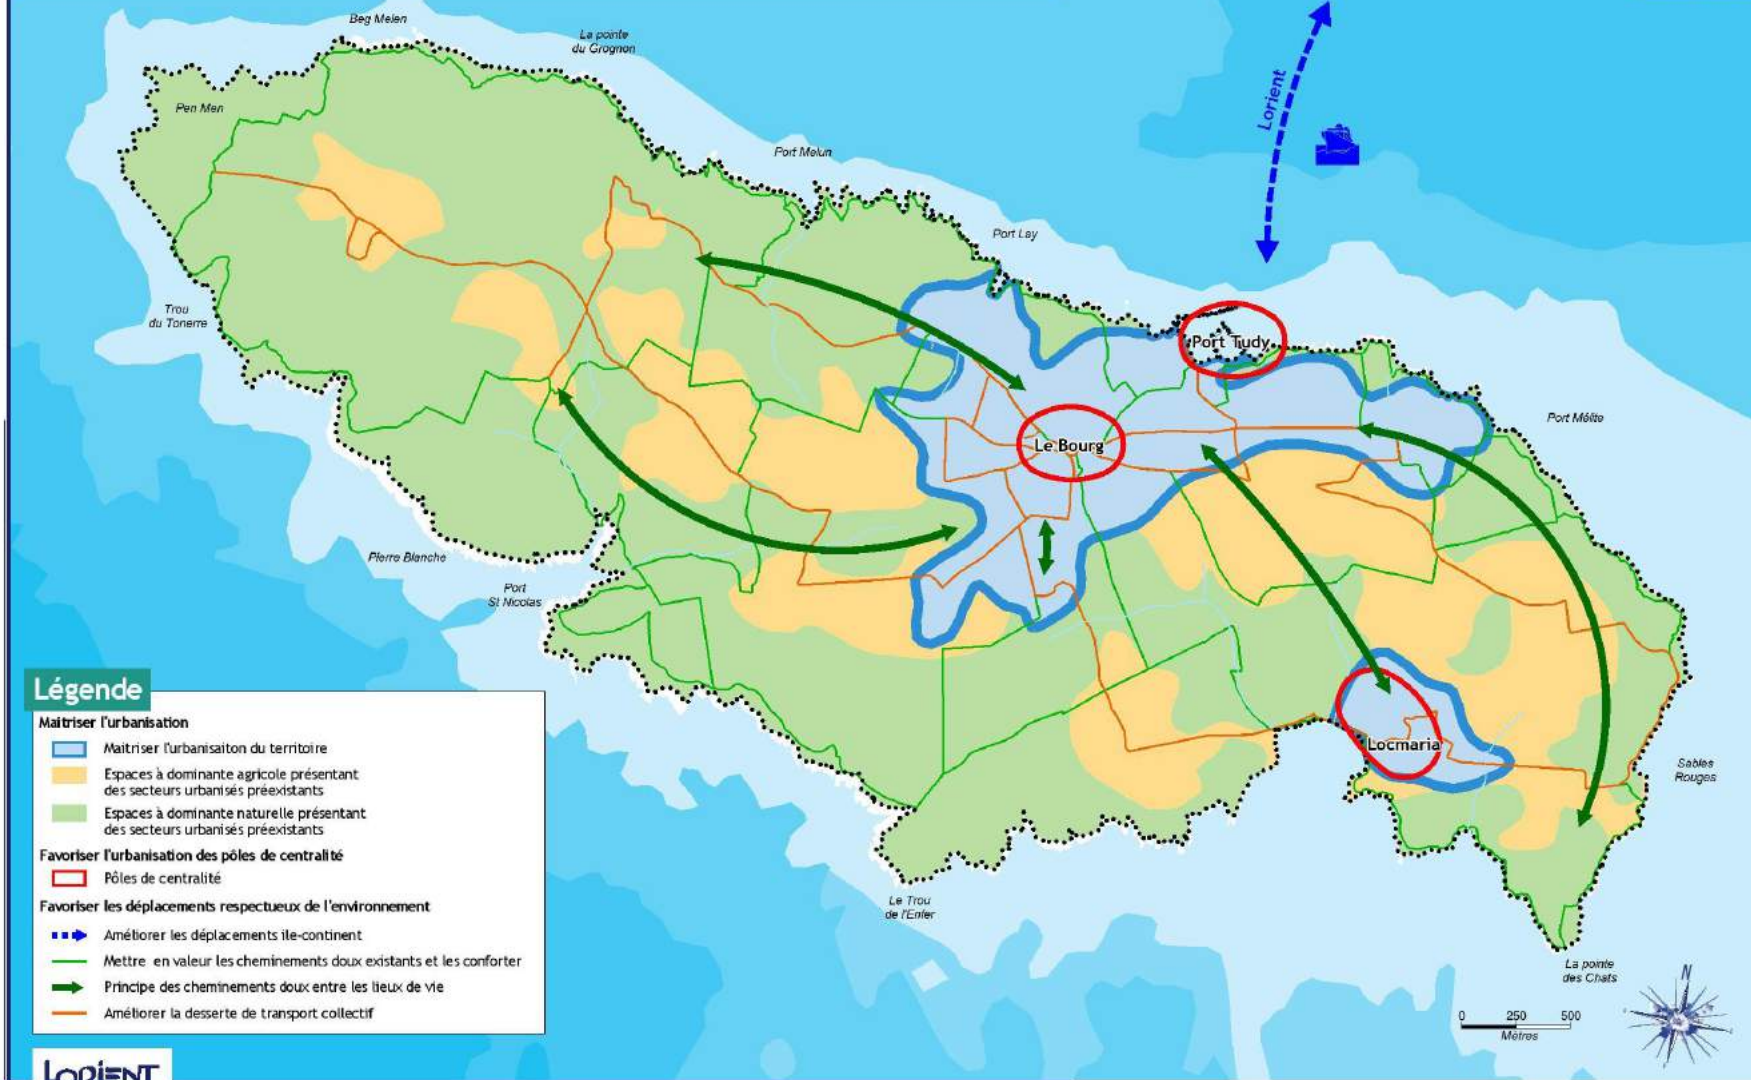 Beg Melen
La pointe
du Grognon
Lorient
Pen Men
Port Melun
Port Lay
Trou
du Tonerre
Port Tudy
Port Mélite
Le Bourg
Pierre Blanche
Port
St Nicolas
Locmaria
Sables
Rouges
Le Trou
de l'Enfer
La pointe
des Chats
N
0 250 500
Mètres
Légende
Maitriser l'urbanisation
Maitriser l'urbanisaiton du territoire
Espaces à dominante agricole présentant
des secteurs urbanisés préexistants
Espaces à dominante naturelle présentant
des secteurs urbanisés préexistants
Favoriser l'urbanisation des pôles de centralité
Pôles de centralité
Favoriser les déplacements respectueux de l'environnement
Améliorer les déplacements ile-continent
Mettre en valeur les cheminements doux existants et les conforter
Principe des cheminements doux entre les lieux de vie
Améliorer la desserte de transport collectif
LORIENT